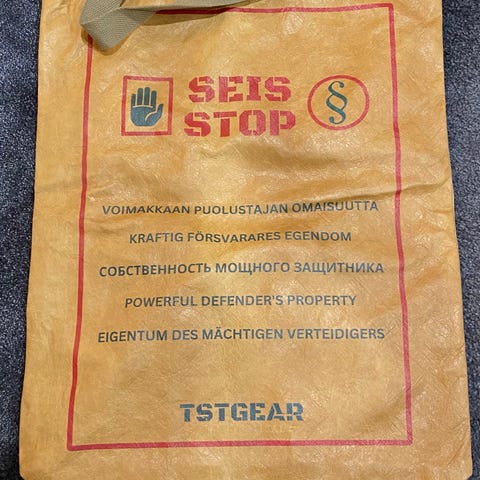 SEIS
STOP
§
VOIMAKKAAN PUOLUSTAJAN OMAISUUTTA
KRAFTIG FÖRSVARARES EGENDOM
СОБСТВЕННОСТЬ МОЩНОГО ЗАЩИТНИКА
POWERFUL DEFENDER'S PROPERTY
EIGENTUM DES MÄCHTIGEN VERTEIDIGERS
TSTGEAR